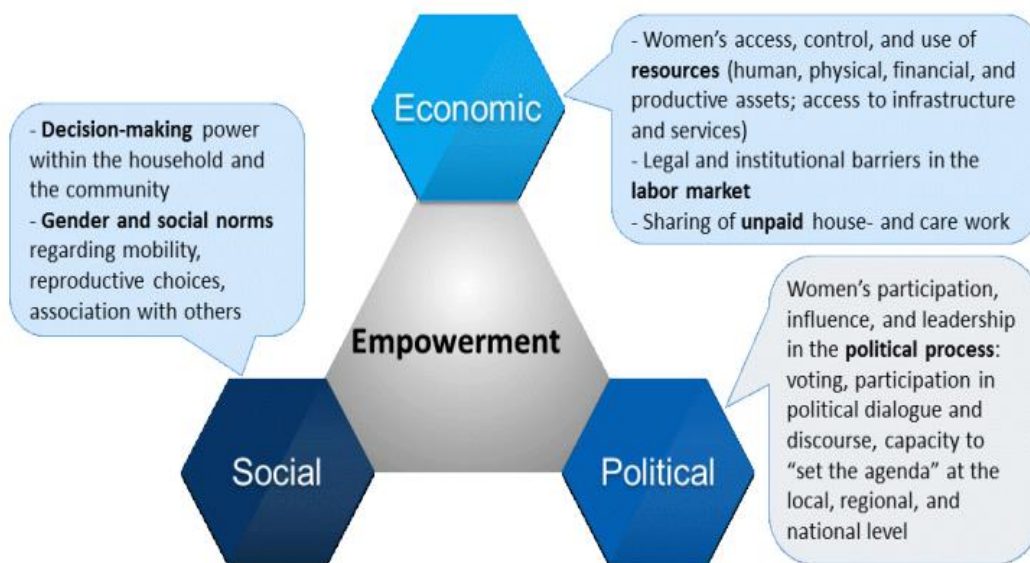 Economic
- Women's access, control, and use of
resources (human, physical, financial, and
productive assets; access to infrastructure
and services)
- Legal and institutional barriers in the
labor market
- Sharing of unpaid house- and care work
- Decision-making power
within the household and
the community
- Gender and social norms
regarding mobility,
reproductive choices,
association with others
Empowerment
Social
Political
Women's participation,
influence, and leadership
in the political process:
voting, participation in
political dialogue and
discourse, capacity to
“set the agenda” at the
local, regional, and
national level